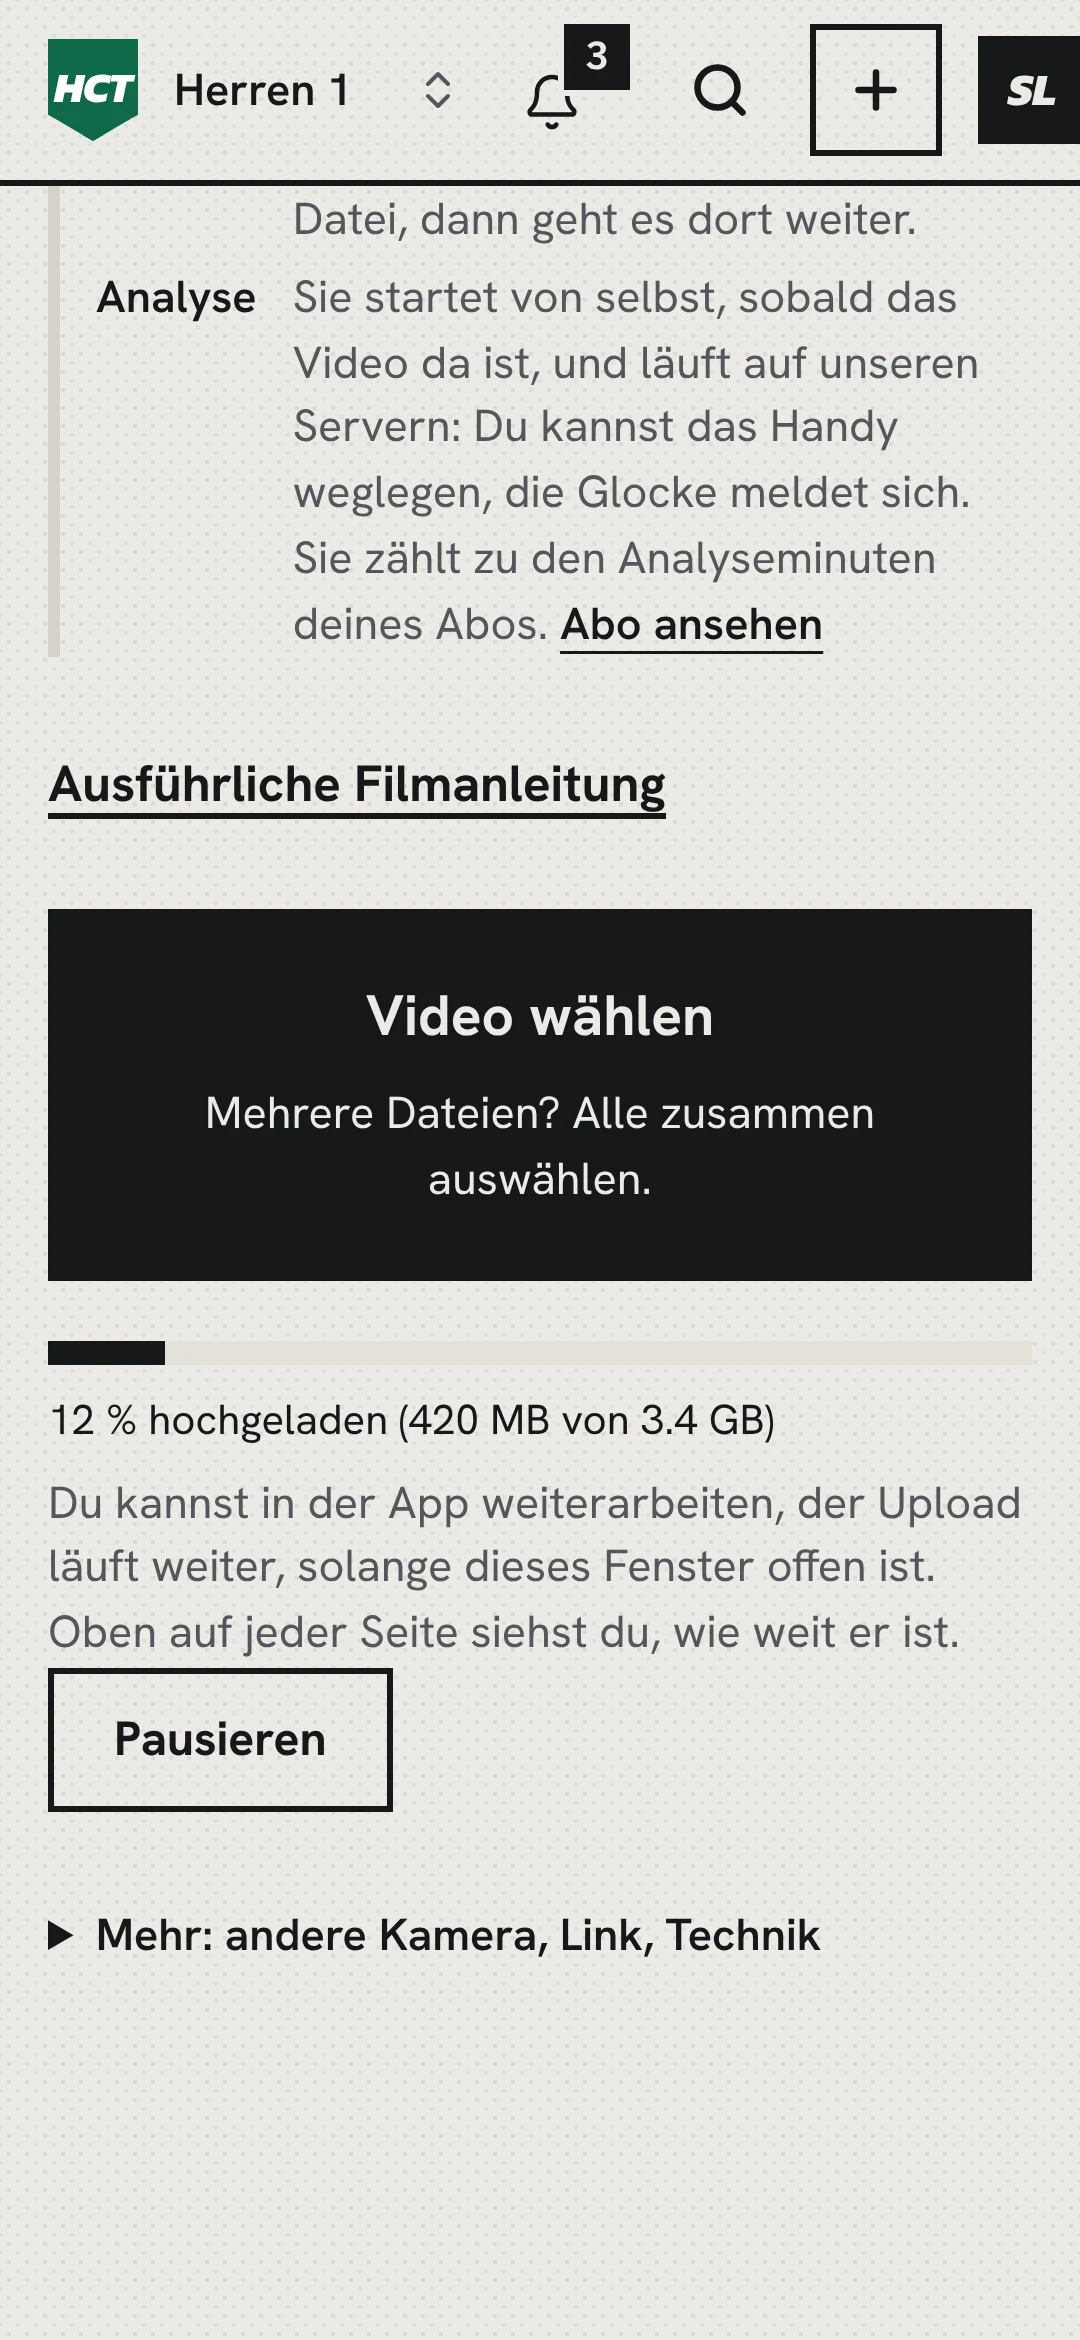 HCT Herren 1 3 SL
Datei, dann geht es dort weiter.
Analyse Sie startet von selbst, sobald das
Video da ist, und läuft auf unseren
Servern: Du kannst das Handy
weglegen, die Glocke meldet sich.
Sie zählt zu den Analyseminuten
deines Abos. Abo ansehen
Ausführliche Filmanleitung
Video wählen
Mehrere Dateien? Alle zusammen
auswählen.
12 % hochgeladen (420 MB von 3.4 GB)
Du kannst in der App weiterarbeiten, der Upload
läuft weiter, solange dieses Fenster offen ist.
Oben auf jeder Seite siehst du, wie weit er ist.
Pausieren
Mehr: andere Kamera, Link, Technik